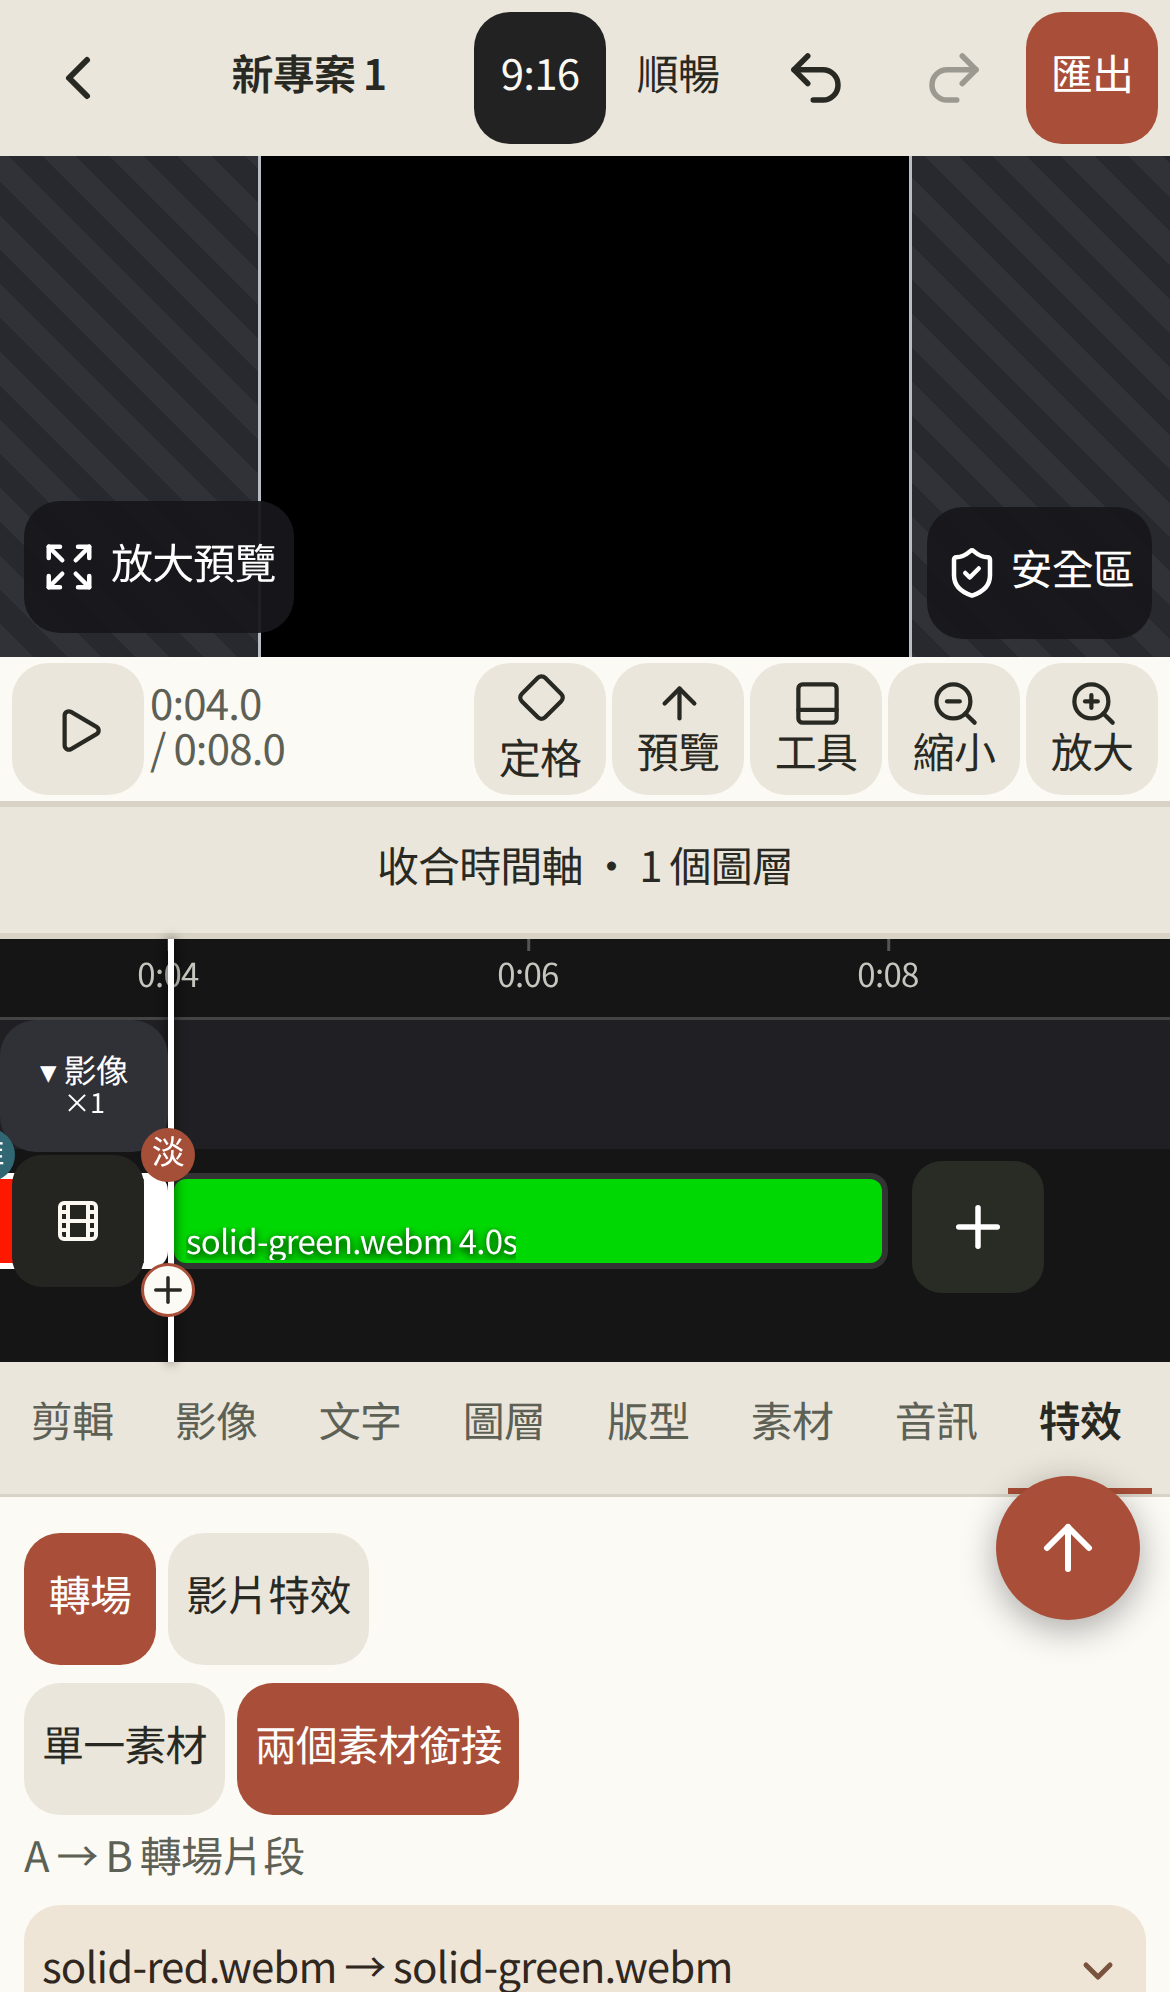 新專案 1
9:16
順暢
匯出
放大預覽
安全區
0:04.0
/ 0:08.0
定格
預覽
工具
縮小
放大
收合時間軸 · 1 個圖層
0:04
0:06
0:08
▾ 影像
×1
淡
solid-green.webm 4.0s
剪輯
影像
文字
圖層
版型
素材
音訊
特效
轉場
影片特效
單一素材
兩個素材銜接
A → B 轉場片段
solid-red.webm → solid-green.webm